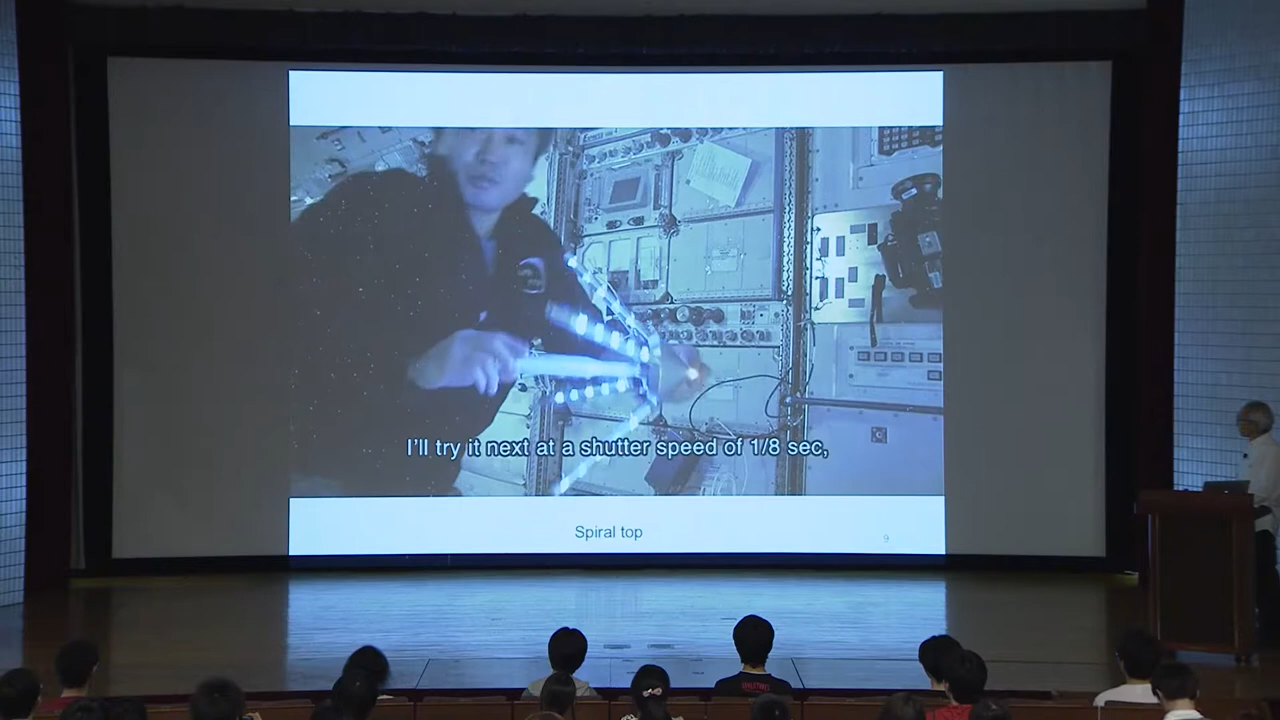 I'll try it next at a shutter speed of 1/8 sec,
Spiral top
9